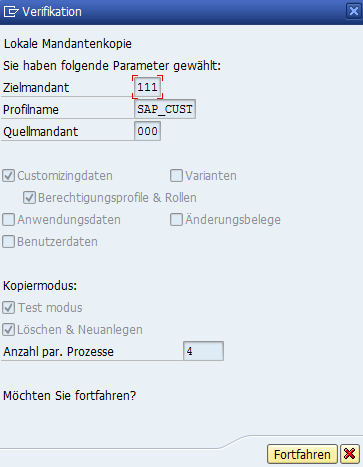 Verifikation
Lokale Mandantenkopie
Sie haben folgende Parameter gewählt:
Zielmandant 111
Profilname SAP_CUST
Quellmandant 000
Customizingdaten Varianten
Berechtigungsprofile & Rollen
Anwendungsdaten Änderungsbelege
Benutzerdaten
Kopiermodus:
Test modus
Löschen & Neuanlegen
Anzahl par. Prozesse 4
Möchten Sie fortfahren?
Fortfahren